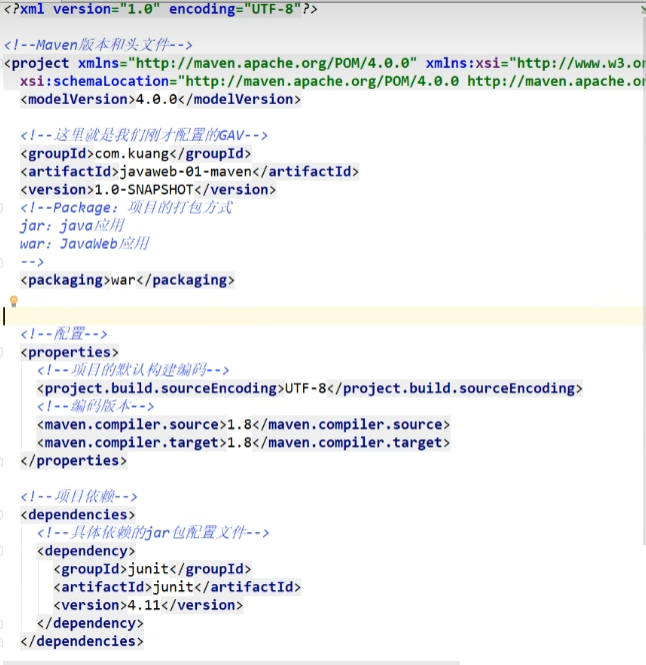 <?xml version="1.0" encoding="UTF-8"?>
<!--Maven版本和头文件-->
<project xmlns="http://maven.apache.org/POM/4.0.0" xmlns:xsi="http://www.w3.or
xsi:schemaLocation="http://maven.apache.org/POM/4.0.0 http://maven.apache.or
<modelVersion>4.0.0</modelVersion>
<!--这里就是我们刚才配置的GAV-->
<groupId>com.kuang</groupId>
<artifactId>javaweb-01-maven</artifactId>
<version>1.0-SNAPSHOT</version>
<!--Package：项目的打包方式
jar：java应用
war：JavaWeb应用
-->
<packaging>war</packaging>
<!--配置-->
<properties>
<!--项目的默认构建编码-->
<project.build.sourceEncoding>UTF-8</project.build.sourceEncoding>
<!--编码版本-->
<maven.compiler.source>1.8</maven.compiler.source>
<maven.compiler.target>1.8</maven.compiler.target>
</properties>
<!--项目依赖-->
<dependencies>
<!--具体依赖的jar包配置文件-->
<dependency>
<groupId>junit</groupId>
<artifactId>junit</artifactId>
<version>4.11</version>
</dependency>
</dependencies>